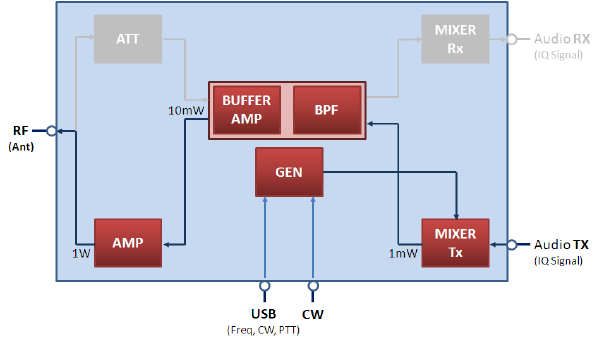 ATT
MIXER
Rx
Audio RX
(IQ Signal)
10mW
BUFFER
AMP
BPF
RF
(Ant)
GEN
AMP
1W
1mW
MIXER
Tx
Audio TX
(IQ Signal)
USB
(Freq, CW, PTT)
CW